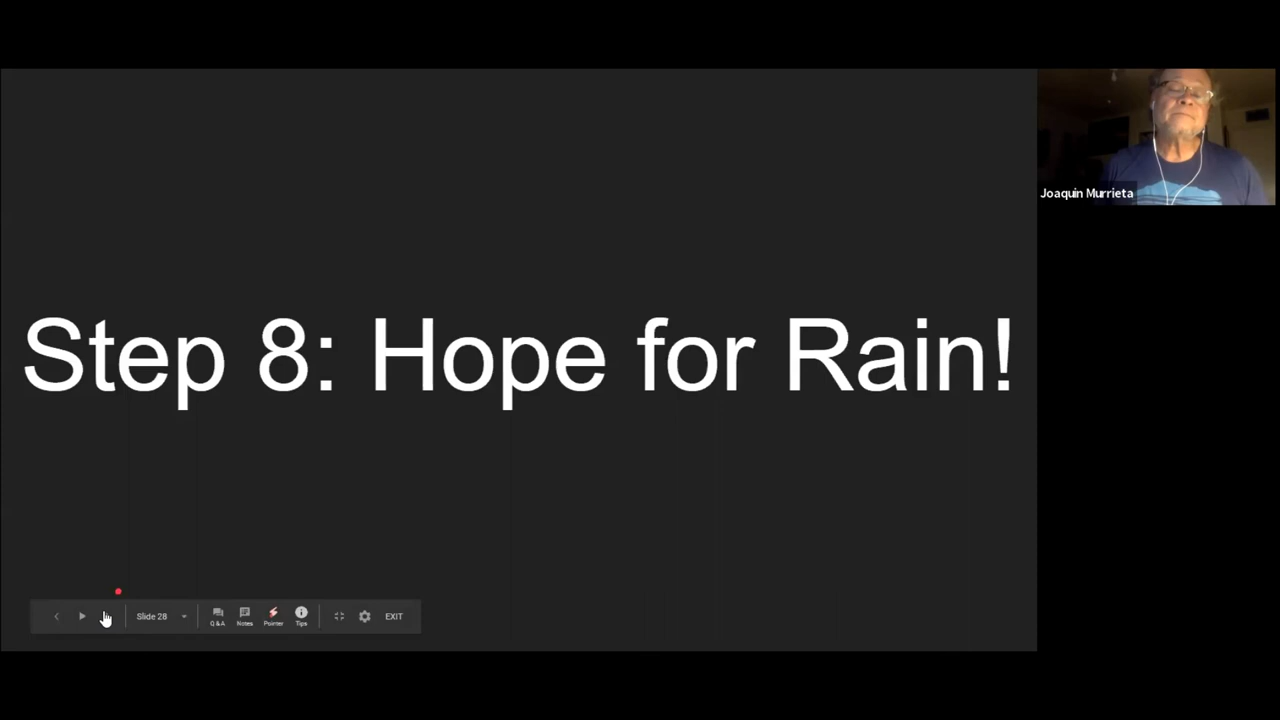 Joaquin Murrieta
Step 8: Hope for Rain!
Slide 28
Q&A
Notes
Pointer
Tips
EXIT